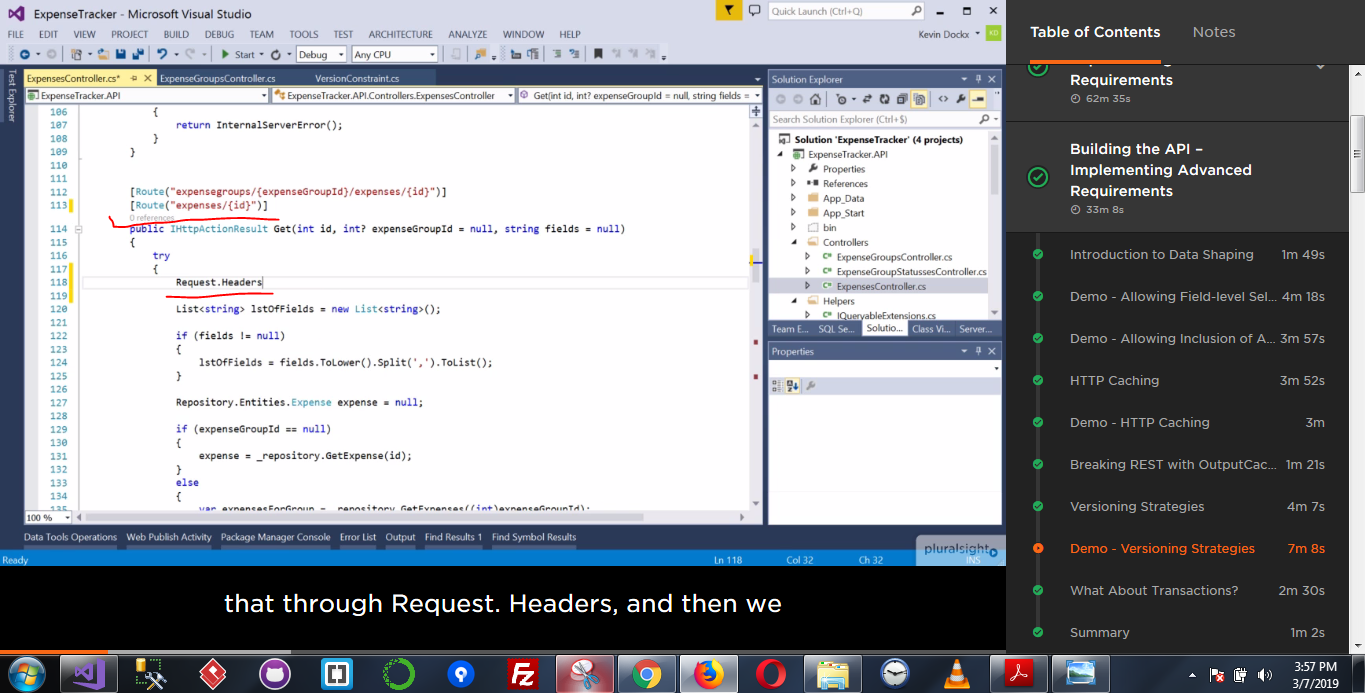 ExpenseTracker - Microsoft Visual Studio
Quick Launch (Ctrl+Q)
FILE EDIT VIEW PROJECT BUILD DEBUG TEAM TOOLS TEST ARCHITECTURE ANALYZE WINDOW HELP
Kevin Dockx
KD
Start
Debug
Any CPU
Test Explorer
ExpensesController.cs*
ExpenseGroupsController.cs
VersionConstraint.cs
ExpenseTracker.API
ExpenseTracker.API.Controllers.ExpensesController
Get(int id, int? expenseGroupId = null, string fields =
106 {
107 return InternalServerError();
108 }
109 }
110
111
112 [Route("expensegroups/{expenseGroupId}/expenses/{id}")]
113 [Route("expenses/{id}")]
0 references
114 public IHttpActionResult Get(int id, int? expenseGroupId = null, string fields = null)
115 {
116 try
117 {
118 Request.Headers
119
120 List<string> lstOfFields = new List<string>();
121
122 if (fields != null)
123 {
124 lstOfFields = fields.ToLower().Split(',').ToList();
125 }
126
127 Repository.Entities.Expense expense = null;
128
129 if (expenseGroupId == null)
130 {
131 expense = _repository.GetExpense(id);
132 }
133 else
134 {
135 var expensesForGroup = _repository.GetExpenses((int)expenseGroupId);
100 %
Solution Explorer
Search Solution Explorer (Ctrl+$)
Solution 'ExpenseTracker' (4 projects)
ExpenseTracker.API
Properties
References
App_Data
App_Start
bin
Controllers
ExpenseGroupsController.cs
ExpenseGroupStatussesController.cs
ExpensesController.cs
Helpers
IQueryableExtensions.cs
Team E... SQL Se... Solutio... Class Vi... Server...
Properties
Data Tools Operations Web Publish Activity Package Manager Console Error List Output Find Results 1 Find Symbol Results
Ready
Ln 118 Col 32 Ch 32 INS
pluralsight
that through Request. Headers, and then we
Table of Contents
Notes
Requirements
62m 35s
Building the API –
Implementing Advanced
Requirements
33m 8s
Introduction to Data Shaping 1m 49s
Demo - Allowing Field-level Sel... 4m 18s
Demo - Allowing Inclusion of A... 3m 57s
HTTP Caching 3m 52s
Demo - HTTP Caching 3m
Breaking REST with OutputCac... 1m 21s
Versioning Strategies 4m 7s
Demo - Versioning Strategies 7m 8s
What About Transactions? 2m 30s
Summary 1m 2s
3:57 PM
3/7/2019